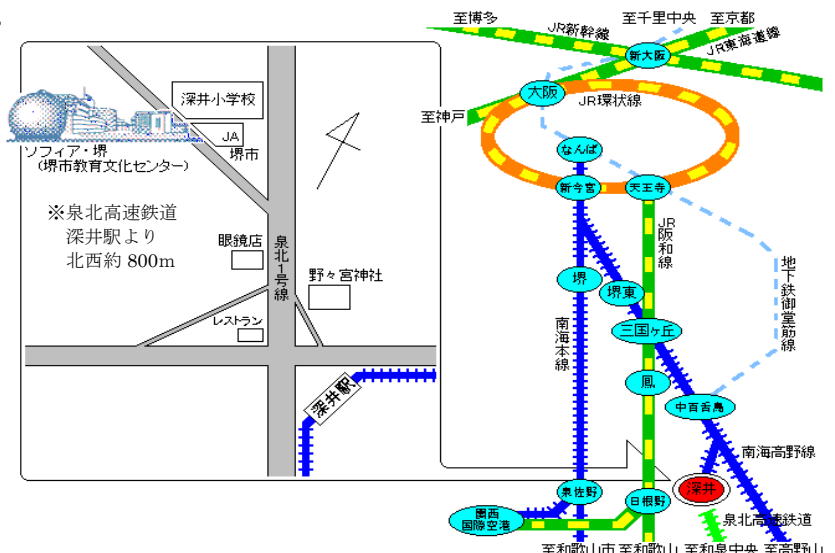 深井小学校
JA
堺市
ソフィア・堺
(堺市教育文化センター)
※泉北高速鉄道
深井駅より
北西約 800m
眼鏡店
泉北1号線
野々宮神社
レストラン
深井駅
至博多
JR新幹線
至千里中央
至京都
JR東海道線
新大阪
大阪
JR環状線
至神戸
なんば
新今宮
天王寺
JR阪和線
地下鉄御堂筋線
堺
堺東
三国ヶ丘
南海本線
鳳
中百舌鳥
南海高野線
泉佐野
日根野
深井
関西
国際空港
泉北高速鉄道
至和歌山市
至和歌山
至和泉中央
至高野山